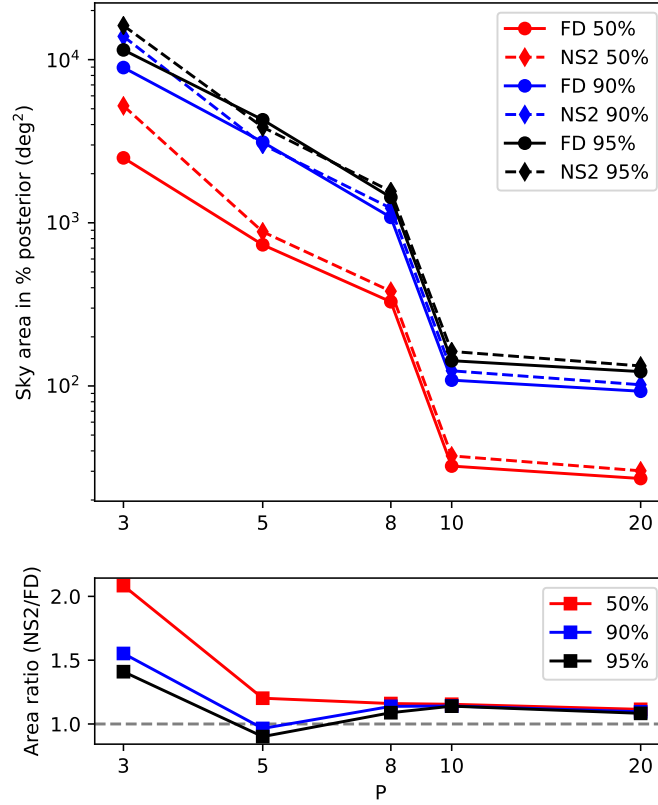 Sky area in % posterior (deg²)
10⁴
10³
10²
3 5 8 10 20
FD 50%
NS2 50%
FD 90%
NS2 90%
FD 95%
NS2 95%
Area ratio (NS2/FD)
2.0
1.5
1.0
3 5 8 10 20
P
50%
90%
95%